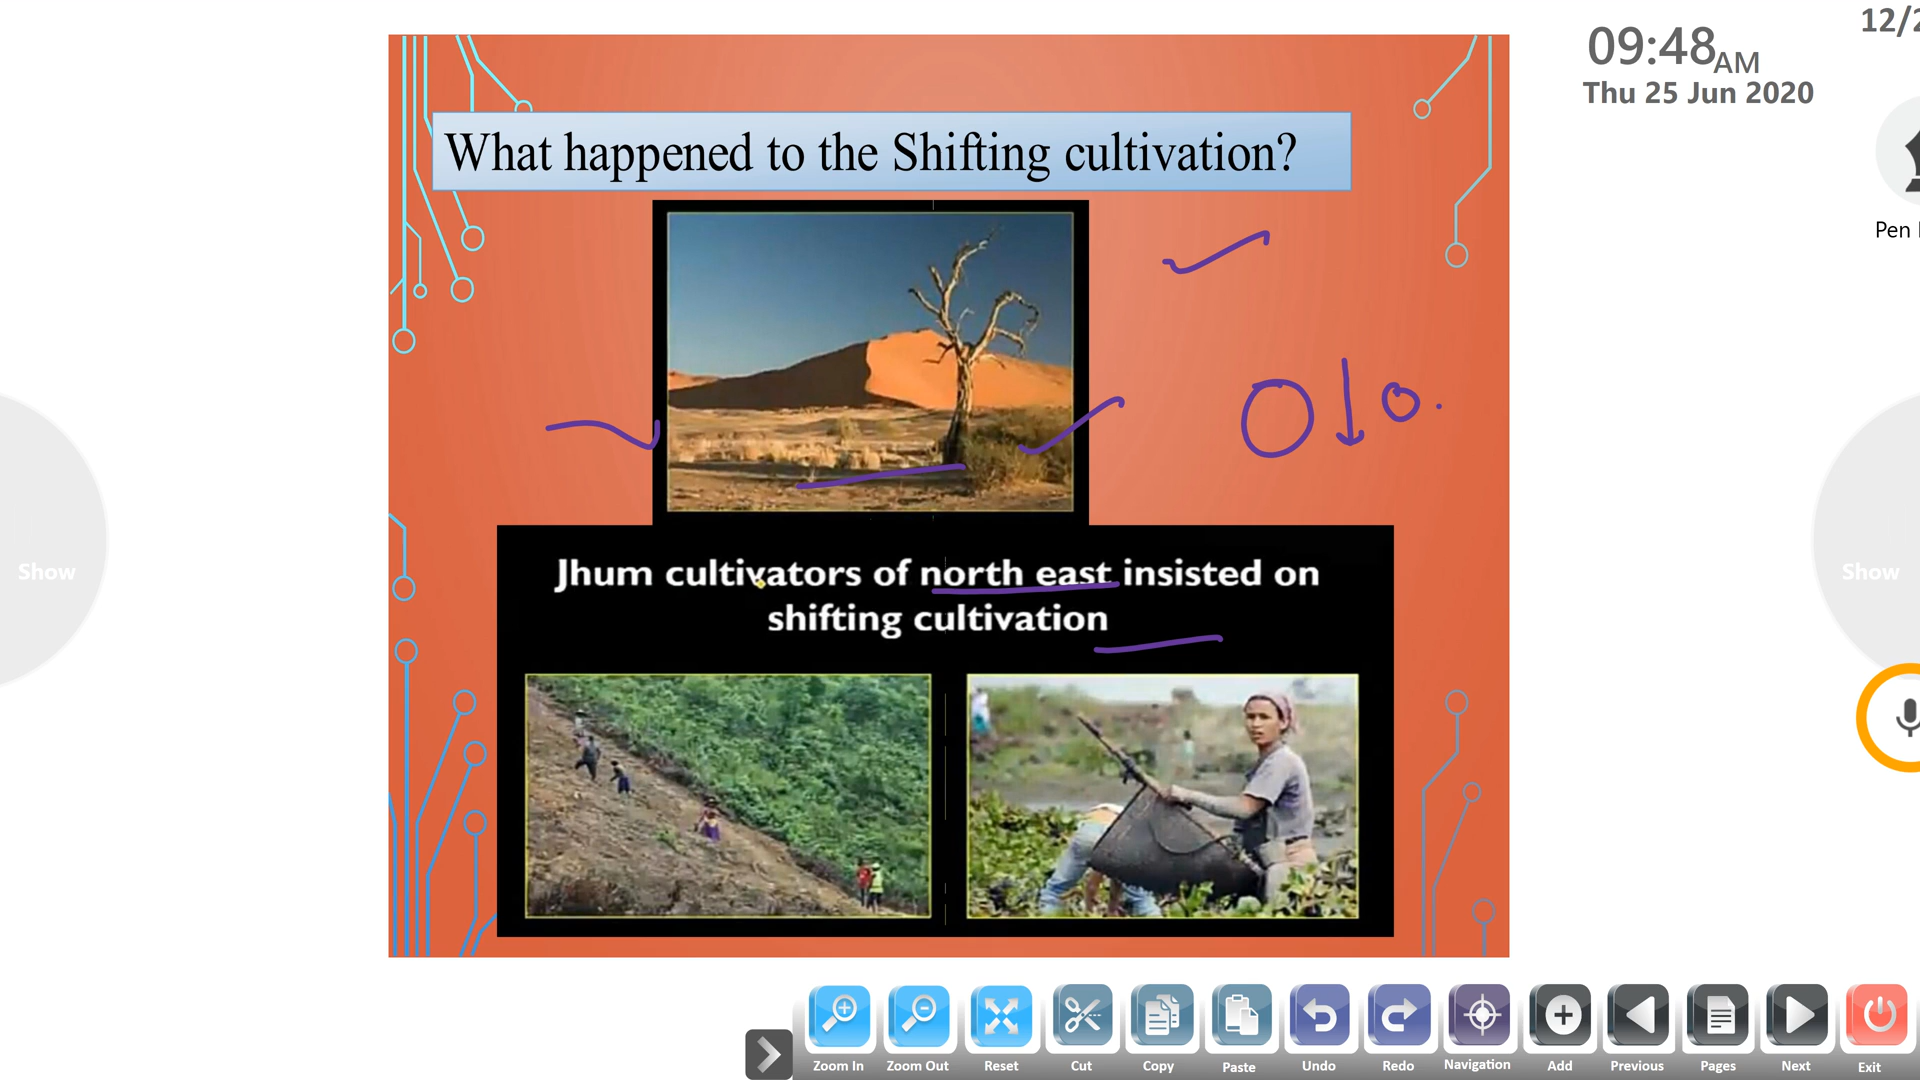 12/2
09:48 AM
Thu 25 Jun 2020
What happened to the Shifting cultivation?
Pen
Show
Show
Jhum cultivators of north east insisted on
shifting cultivation
Zoom In
Zoom Out
Reset
Cut
Copy
Paste
Undo
Redo
Navigation
Add
Previous
Pages
Next
Exit